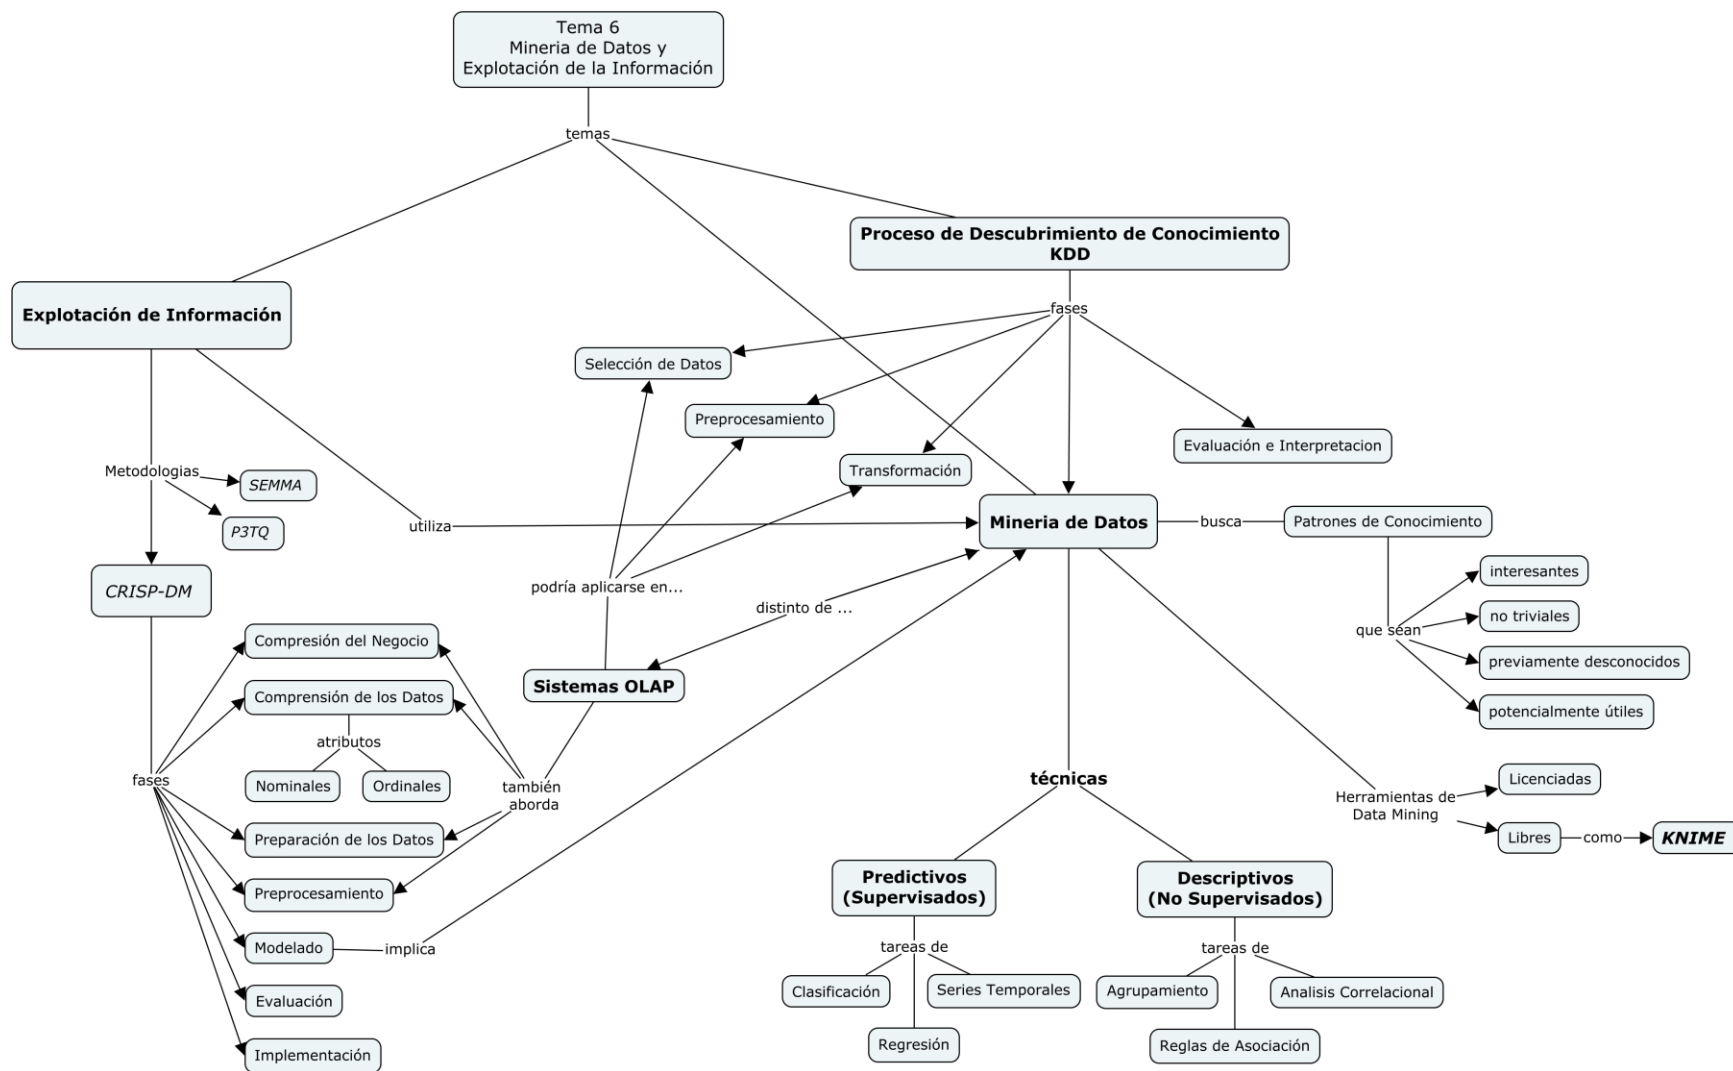 Tema 6
Mineria de Datos y
Explotación de la Información
temas
Proceso de Descubrimiento de Conocimiento
KDD
Explotación de Información
fases
Selección de Datos
Preprocesamiento
Evaluación e Interpretacion
Transformación
Metodologias
SEMMA
P3TQ
utiliza
Mineria de Datos
busca
Patrones de Conocimiento
CRISP-DM
podría aplicarse en...
distinto de ...
interesantes
no triviales
que séan
previamente desconocidos
potencialmente útiles
Compresión del Negocio
Comprensión de los Datos
Sistemas OLAP
atributos
Nominales
Ordinales
fases
también
aborda
técnicas
Herramientas de
Data Mining
Licenciadas
Libres
como
KNIME
Preparación de los Datos
Preprocesamiento
Modelado
implica
Evaluación
Implementación
Predictivos
(Supervisados)
Descriptivos
(No Supervisados)
tareas de
tareas de
Clasificación
Series Temporales
Regresión
Agrupamiento
Analisis Correlacional
Reglas de Asociación